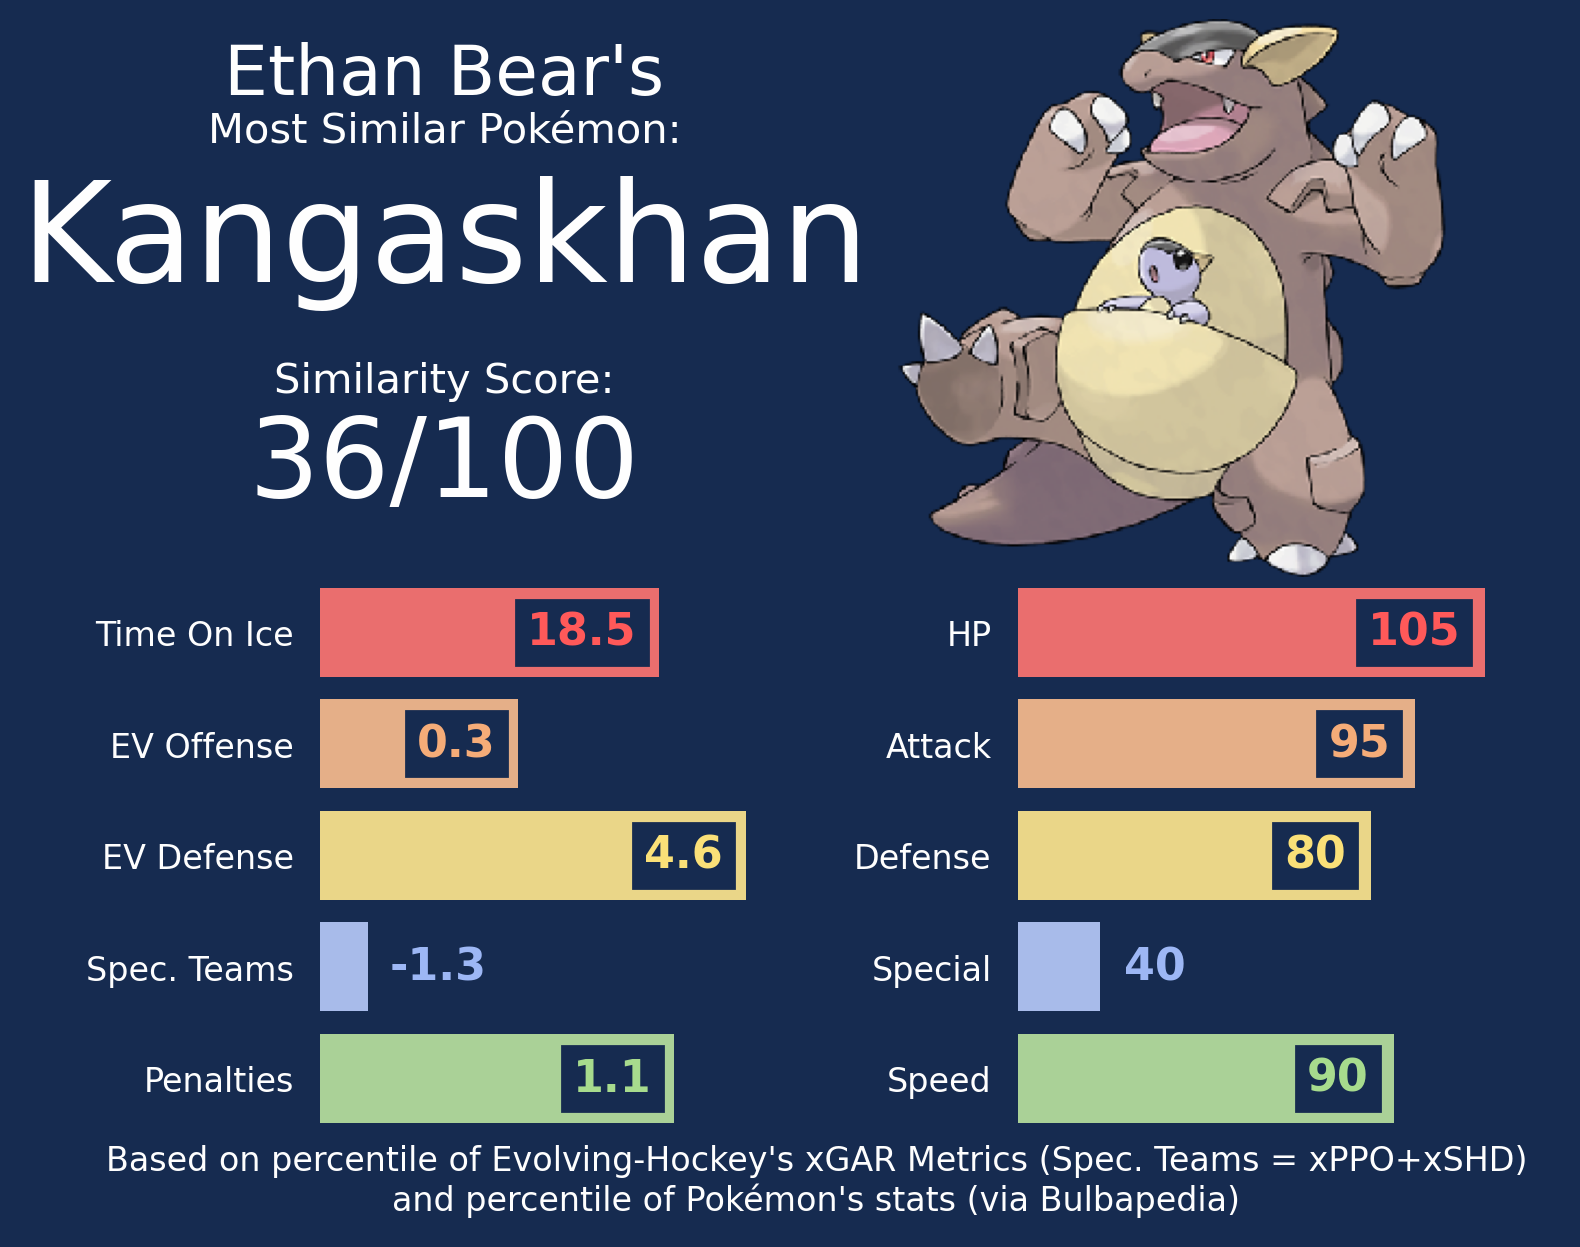 Ethan Bear's
Most Similar Pokémon:
Kangaskhan
Similarity Score:
36/100
Time On Ice 18.5
EV Offense 0.3
EV Defense 4.6
Spec. Teams -1.3
Penalties 1.1
HP 105
Attack 95
Defense 80
Special 40
Speed 90
Based on percentile of Evolving-Hockey's xGAR Metrics (Spec. Teams = xPPO+xSHD)
and percentile of Pokémon's stats (via Bulbapedia)